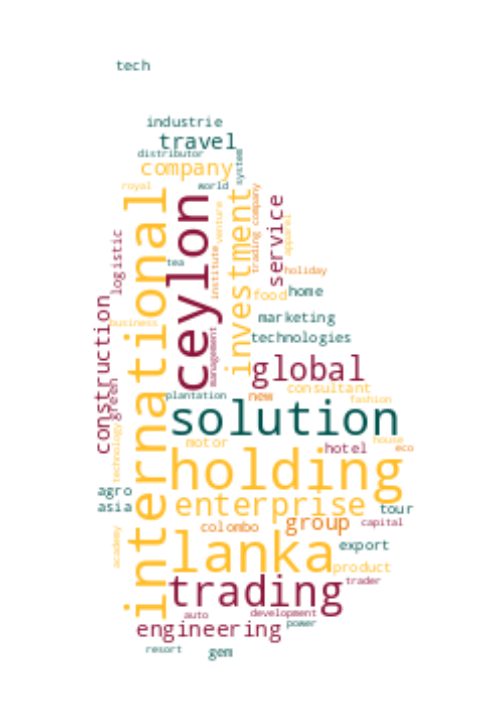 tech
industrie
travel
distributor
company
system
royal
world
international
ceylon
venture
investment
trading company
service
apparel
logistic
tea
institute
holiday
food
home
construction
business
management
marketing
technologies
global
green
plantation
new
consultant
fashion
solution
technology
motor
house
hotel
eco
holding
agro
asia
enterprise
tour
colombo
group
capital
academy
lanka
export
product
trading
trader
auto
development
power
engineering
resort
gem